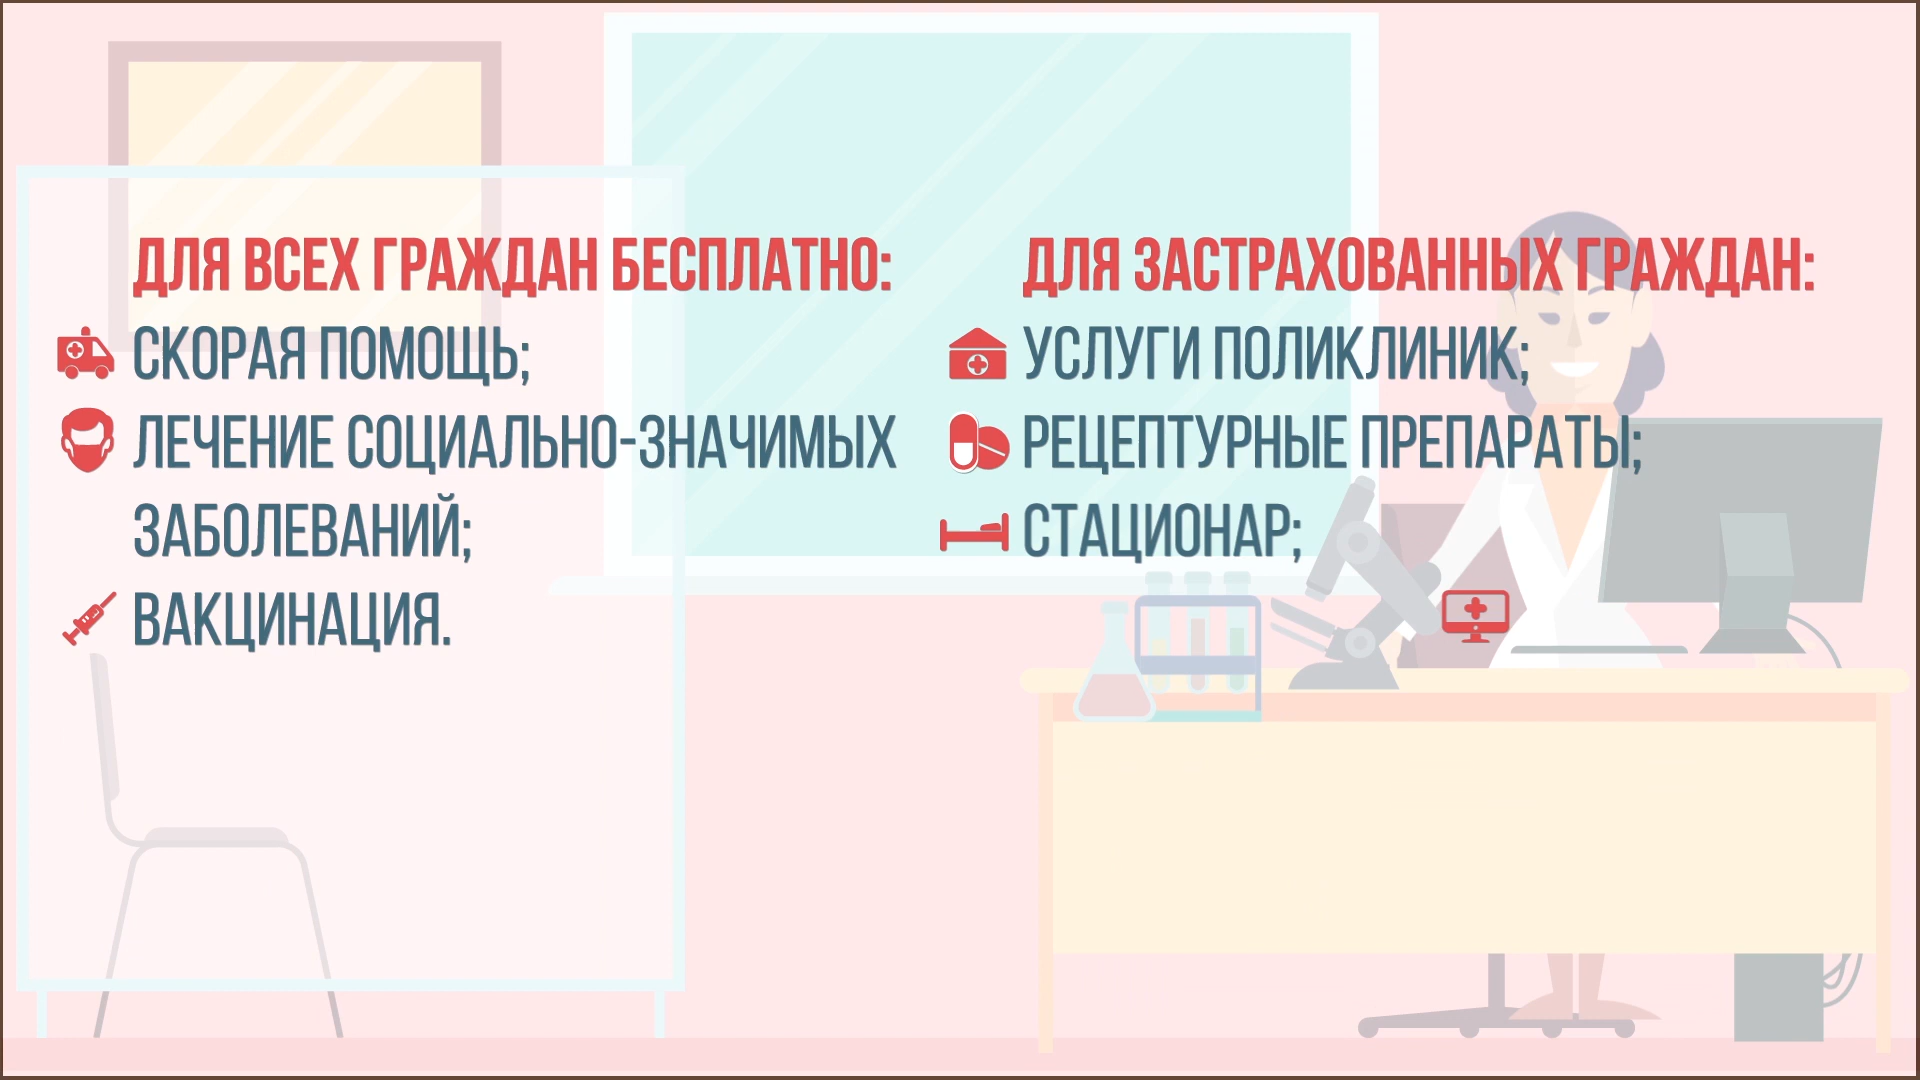 ДЛЯ ВСЕХ ГРАЖДАН БЕСПЛАТНО:
СКОРАЯ ПОМОЩЬ;
ЛЕЧЕНИЕ СОЦИАЛЬНО-ЗНАЧИМЫХ
ЗАБОЛЕВАНИЙ;
ВАКЦИНАЦИЯ.
ДЛЯ ЗАСТРАХОВАННЫХ ГРАЖДАН:
УСЛУГИ ПОЛИКЛИНИК;
РЕЦЕПТУРНЫЕ ПРЕПАРАТЫ;
СТАЦИОНАР;